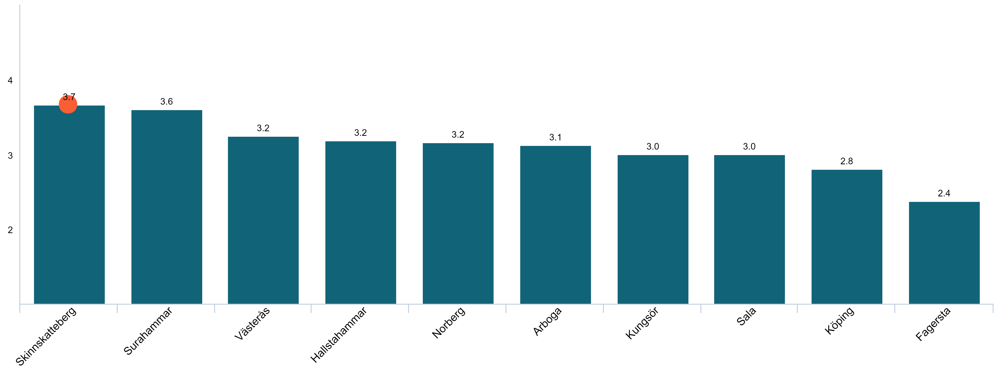 4
3
2
3.7
3.6
3.2
3.2
3.2
3.1
3.0
3.0
2.8
2.4
Skinnskatteberg
Surahammar
Västerås
Hallstahammar
Norberg
Arboga
Kungsör
Sala
Köping
Fagersta